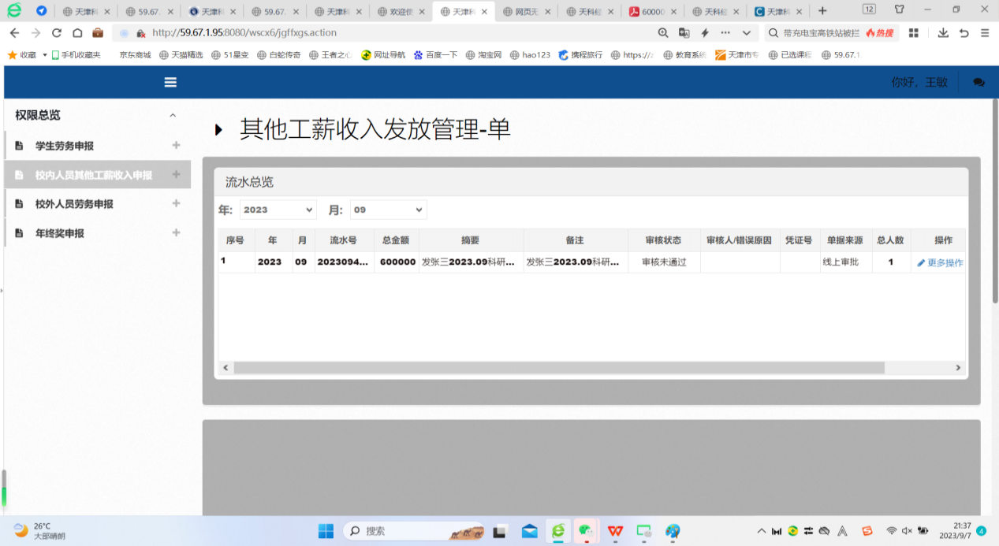 天津科 59.67. 天津科 59.67. 天津科 欢迎使 天津科 网页无 天科创 60000 天科创 天津科 12
http://59.67.1.95:8080/wscx6/jgffxgs.action 带充电宝高铁站被拦 热搜
收藏 手机收藏夹 京东商城 天猫精选 51星变 白蛇传奇 王者之心 网址导航 百度一下 淘宝网 hao123 携程旅行 https:// 教育系统 天津市专 已选课程 59.67.1
你好，王敏
权限总览
其他工薪收入发放管理-单
学生劳务申报
校内人员其他工薪收入申报
校外人员劳务申报
年终奖申报
流水总览
年: 2023 月: 09
序号 年 月 流水号 总金额 摘要 备注 审核状态 审核人/错误原因 凭证号 单据来源 总人数 操作
1 2023 09 2023094... 600000 发张三2023.09科研... 发张三2023.09科研... 审核未通过 线上审批 1 更多操作
26°C
大部晴朗
搜索
21:37
2023/9/7
4